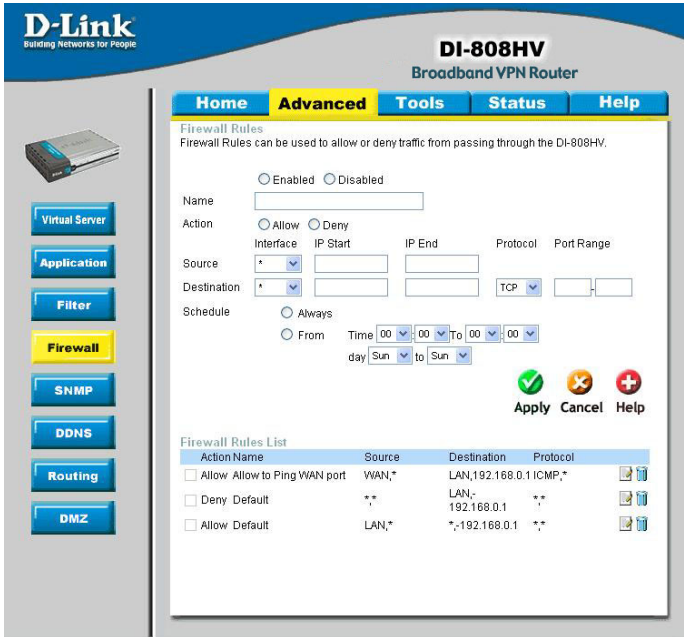 D-Link
Building Networks for People
DI-808HV
Broadband VPN Router
Home Advanced Tools Status Help
Virtual Server
Application
Filter
Firewall
SNMP
DDNS
Routing
DMZ
Firewall Rules
Firewall Rules can be used to allow or deny traffic from passing through the DI-808HV.
Enabled Disabled
Name
Action Allow Deny
Interface IP Start IP End Protocol Port Range
Source *
Destination * TCP -
Schedule Always
From Time 00 : 00 To 00 : 00
day Sun to Sun
Apply Cancel Help
Firewall Rules List
Action Name Source Destination Protocol
Allow Allow to Ping WAN port WAN,* LAN,192.168.0.1 ICMP,*
Deny Default *,* LAN,-192.168.0.1 *,*
Allow Default LAN,* *,-192.168.0.1 *,*